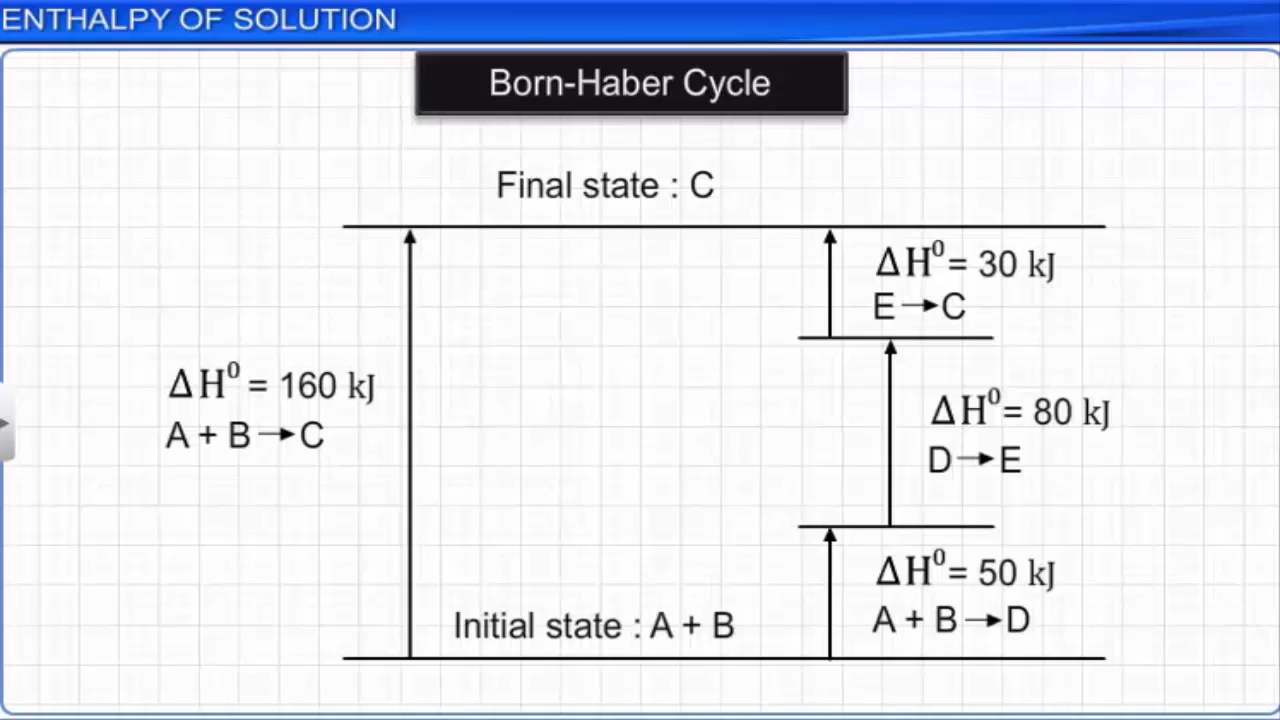 ENTHALPY OF SOLUTION
Born-Haber Cycle
Final state : C
ΔH⁰ = 30 kJ
E → C
ΔH⁰ = 160 kJ
A + B → C
ΔH⁰ = 80 kJ
D → E
ΔH⁰ = 50 kJ
A + B → D
Initial state : A + B